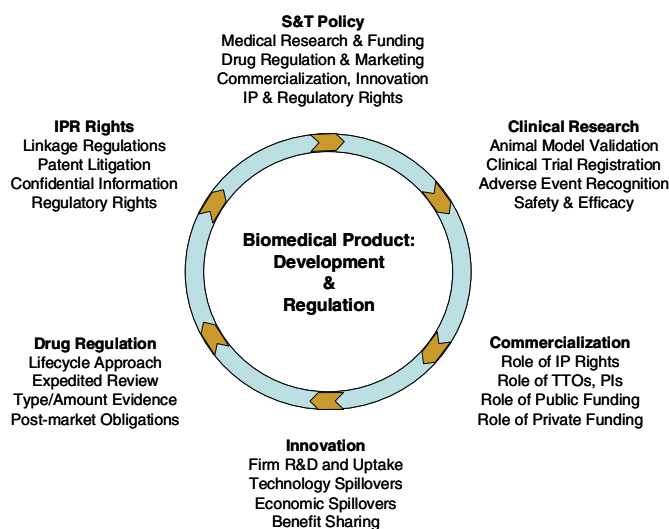 S&T Policy
Medical Research & Funding
Drug Regulation & Marketing
Commercialization, Innovation
IP & Regulatory Rights
IPR Rights
Linkage Regulations
Patent Litigation
Confidential Information
Regulatory Rights
Clinical Research
Animal Model Validation
Clinical Trial Registration
Adverse Event Recognition
Safety & Efficacy
Biomedical Product:
Development
&
Regulation
Drug Regulation
Lifecycle Approach
Expedited Review
Type/Amount Evidence
Post-market Obligations
Commercialization
Role of IP Rights
Role of TTOs, PIs
Role of Public Funding
Role of Private Funding
Innovation
Firm R&D and Uptake
Technology Spillovers
Economic Spillovers
Benefit Sharing